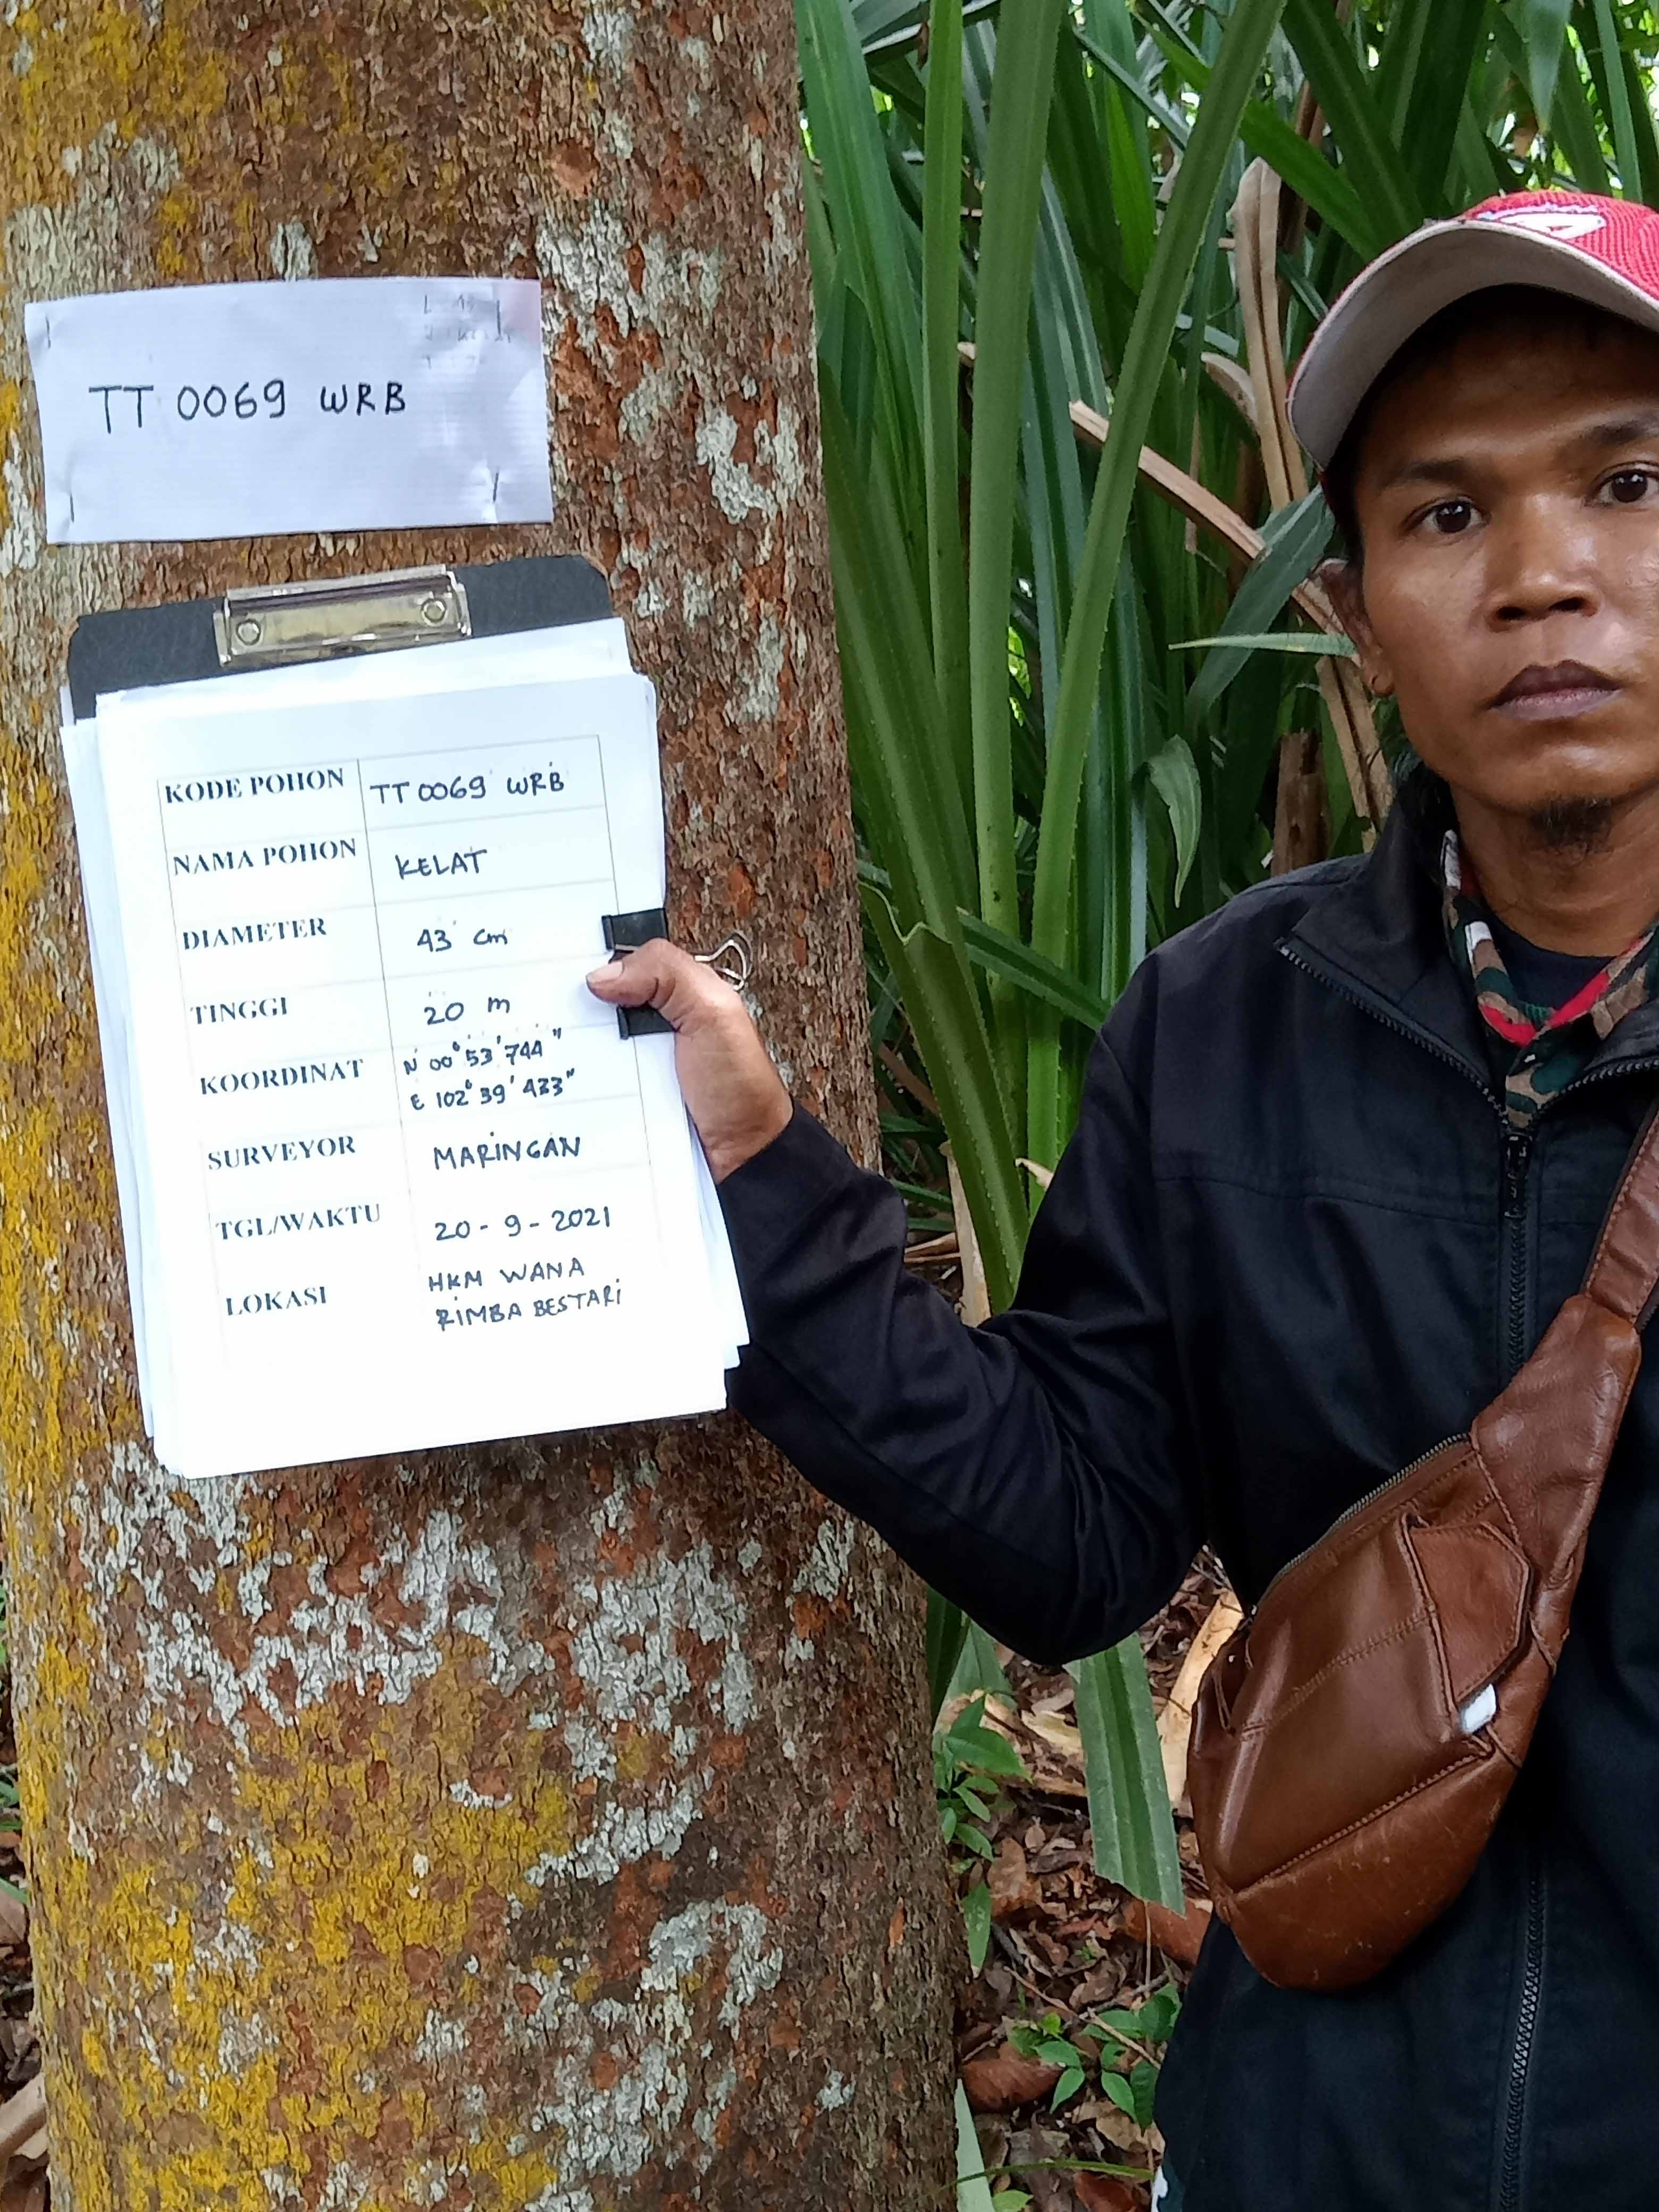 TT 0069 WRB
KODE POHON TT 0069 WRB
NAMA POHON KELAT
DIAMETER 43 cm
TINGGI 20 m
KOORDINAT N 00° 53' 744"
E 102° 39' 433"
SURVEYOR MARINGAN
TGL/WAKTU 20 - 9 - 2021
LOKASI HKM WANA
RIMBA BESTARI